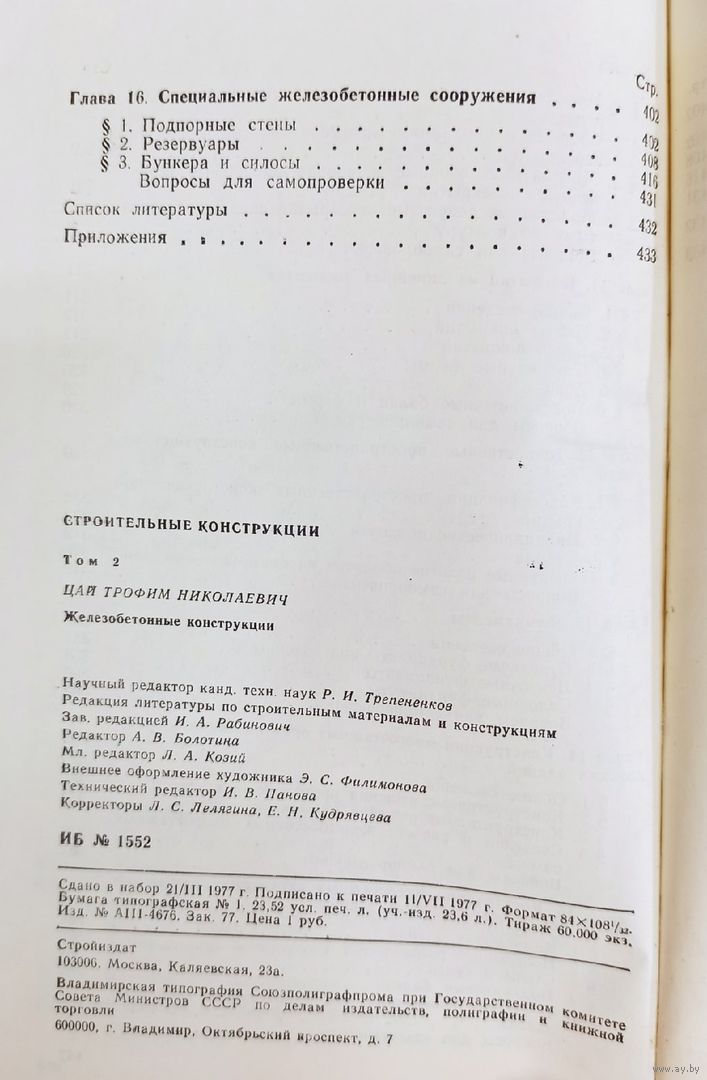 Стр.
Глава 16. Специальные железобетонные сооружения . . . . 402
§ 1. Подпорные стены . . . . . . . . . . . . . 402
§ 2. Резервуары . . . . . . . . . . . . . . . 408
§ 3. Бункера и силосы . . . . . . . . . . . . . 416
Вопросы для самопроверки . . . . . . . . . . 431
Список литературы . . . . . . . . . . . . . . . 432
Приложения . . . . . . . . . . . . . . . . . . 433
СТРОИТЕЛЬНЫЕ КОНСТРУКЦИИ
Том 2
ЦАЙ ТРОФИМ НИКОЛАЕВИЧ
Железобетонные конструкции
Научный редактор канд. техн. наук Р. И. Трепененков
Редакция литературы по строительным материалам и конструкциям
Зав. редакцией И. А. Рабинович
Редактор А. В. Болотина
Мл. редактор Л. А. Козий
Внешнее оформление художника Э. С. Филимонова
Технический редактор И. В. Панова
Корректоры Л. С. Лелягина, Е. Н. Кудрявцева
ИБ № 1552
Сдано в набор 21/III 1977 г. Подписано к печати 11/VII 1977 г. Формат 84×108¹/₃₂.
Бумага типографская № 1. 23,52 усл. печ. л. (уч.-изд. 23,6 л.). Тираж 60.000 экз.
Изд. № AIII-4676. Зак. 77. Цена 1 руб.
Стройиздат
103006. Москва, Каляевская, 23а.
Владимирская типография Союзполиграфпрома при Государственном комитете
Совета Министров СССР по делам издательств, полиграфии и книжной
торговли
600000, г. Владимир, Октябрьский проспект, д. 7
www.ay.by